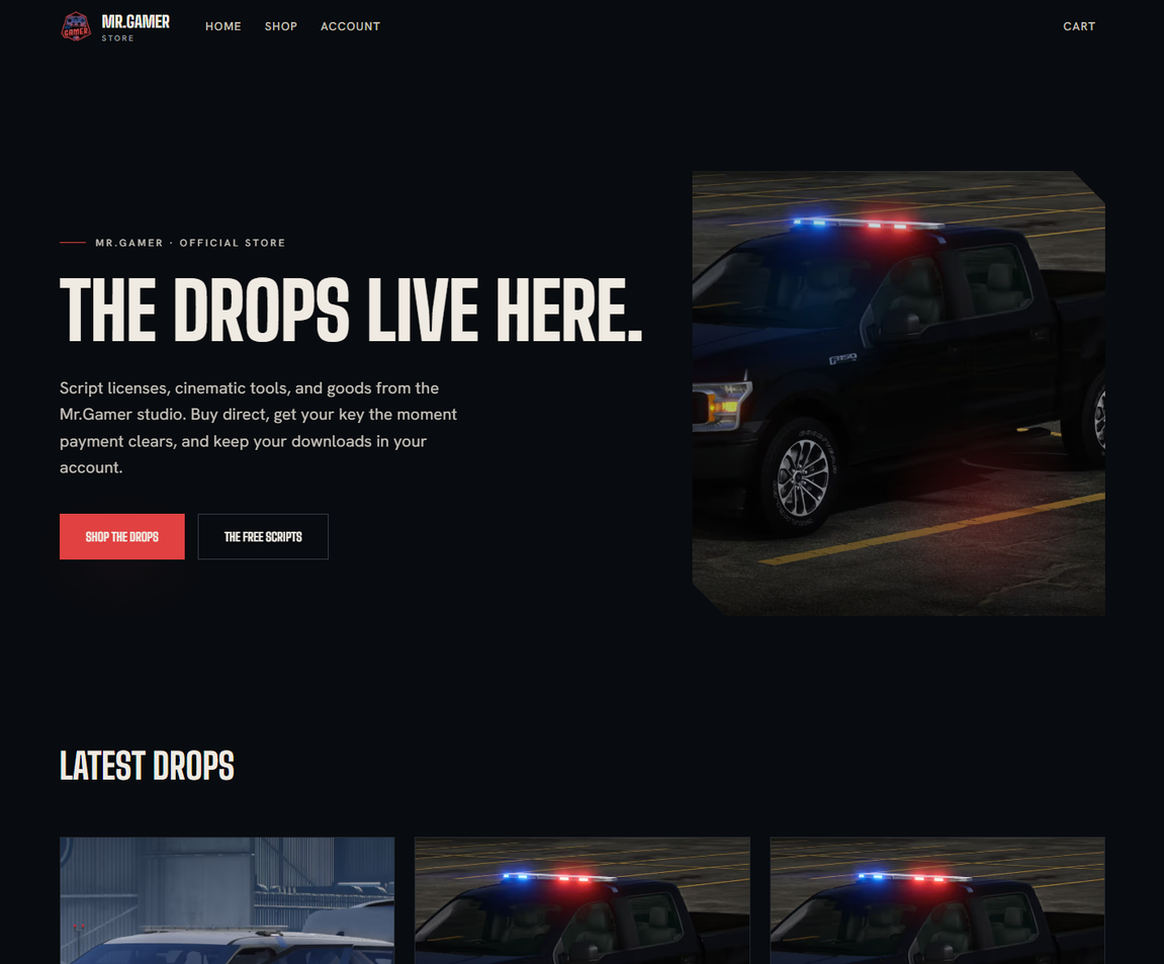 GAMER
MR.GAMER
STORE
HOME
SHOP
ACCOUNT
CART
MR.GAMER · OFFICIAL STORE
THE DROPS LIVE HERE.
Script licenses, cinematic tools, and goods from the
Mr.Gamer studio. Buy direct, get your key the moment
payment clears, and keep your downloads in your
account.
SHOP THE DROPS
THE FREE SCRIPTS
F-150
LATEST DROPS